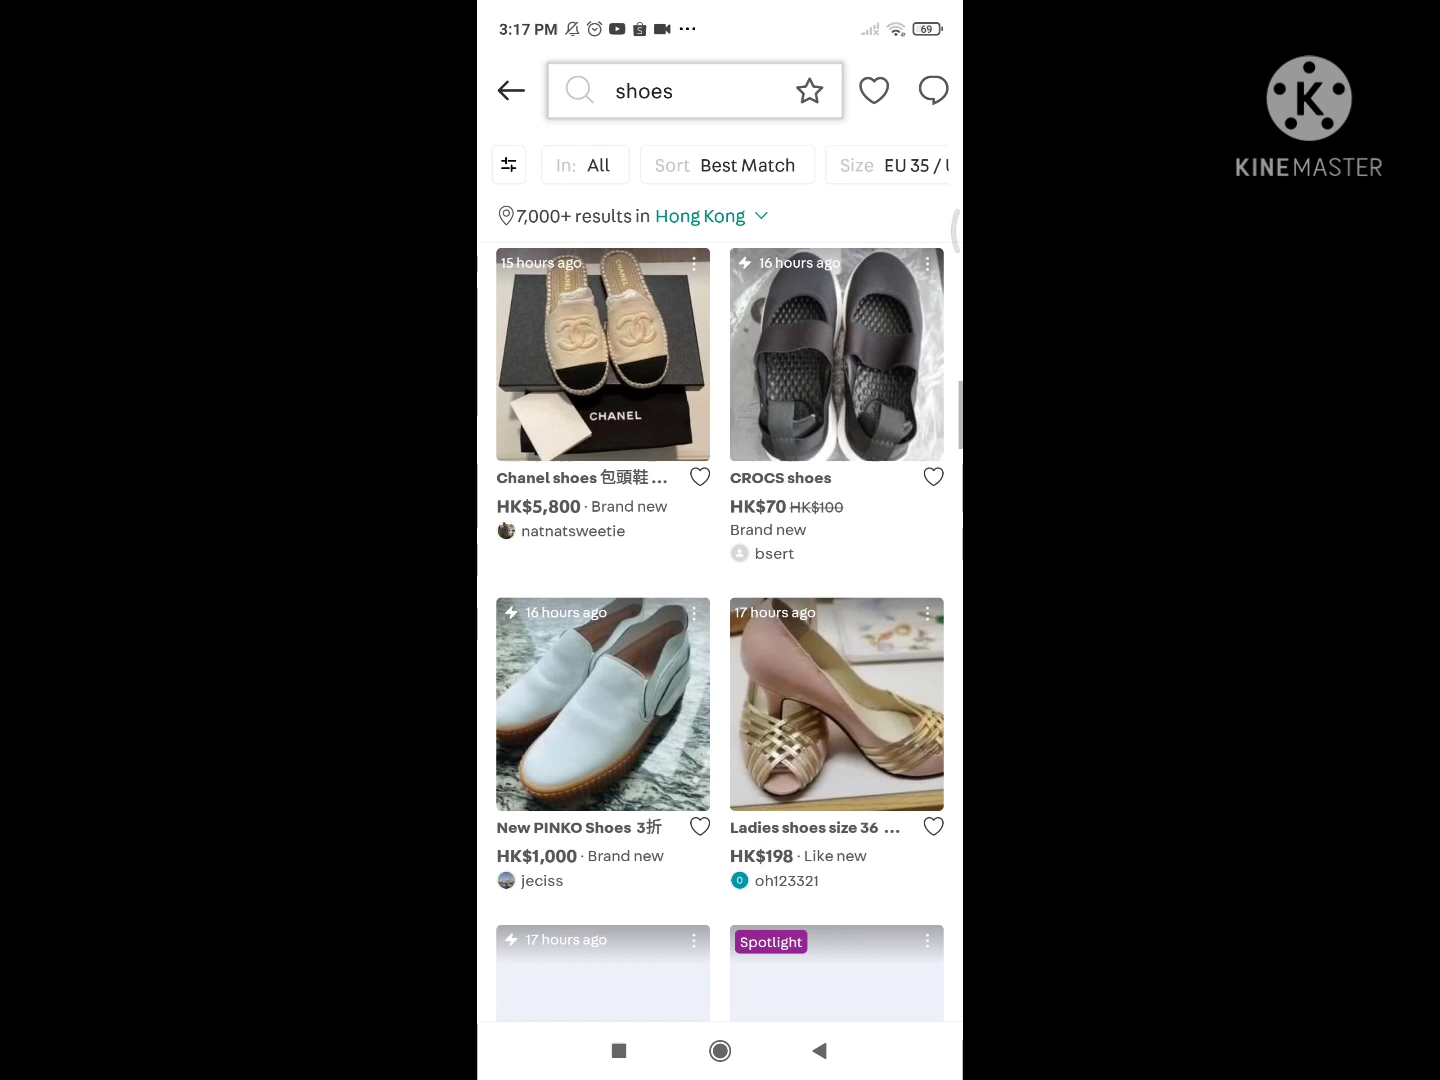 3:17 PM
69
shoes
In: All
Sort Best Match
Size EU 35 /
7,000+ results in Hong Kong
15 hours ago
CHANEL
CHANEL
CHANEL
Chanel shoes 包頭鞋 ...
HK$5,800 · Brand new
natnatsweetie
16 hours ago
CROCS shoes
HK$70 HK$100
Brand new
bsert
16 hours ago
New PINKO Shoes 3折
HK$1,000 · Brand new
jeciss
17 hours ago
Ladies shoes size 36 ...
HK$198 · Like new
oh123321
17 hours ago
Spotlight
K
KINEMASTER